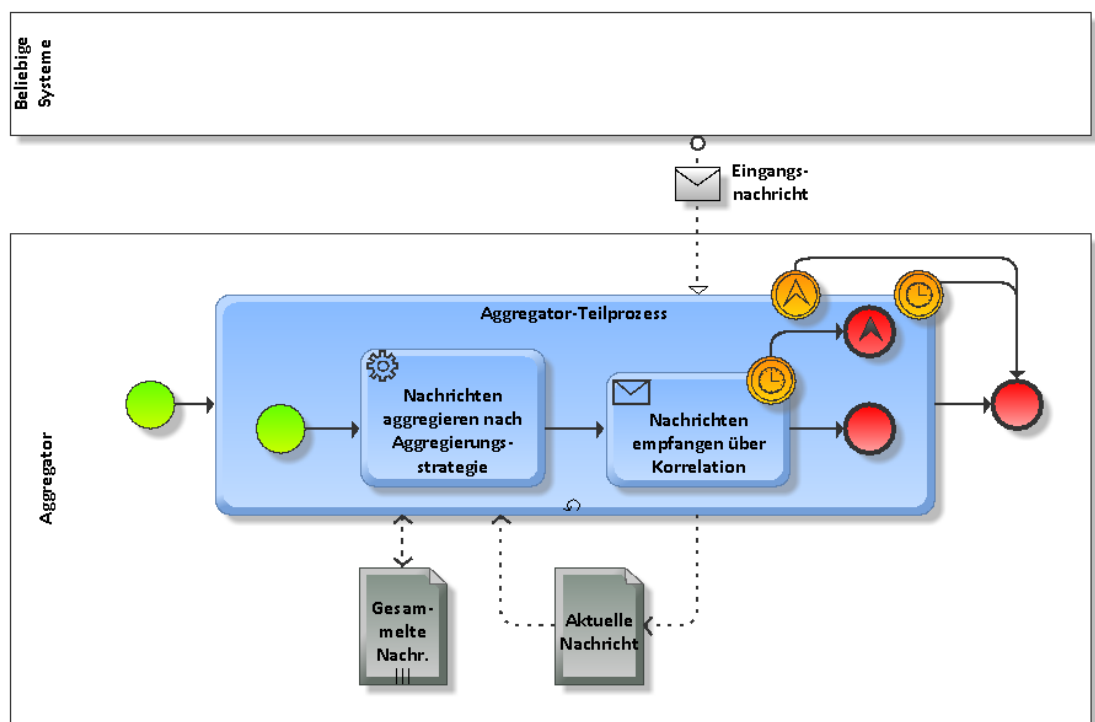 Beliebige
Systeme
Eingangs-
nachricht
Aggregator
Aggregator-Teilprozess
Nachrichten
aggregieren nach
Aggregierungs-
strategie
Nachrichten
empfangen über
Korrelation
Gesam-
melte
Nachr.
Aktuelle
Nachricht